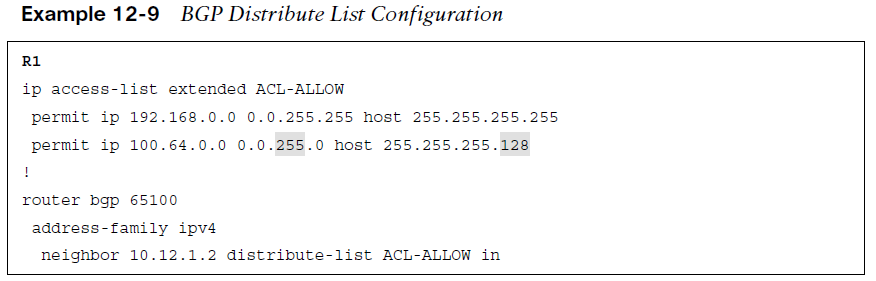 Example 12-9 BGP Distribute List Configuration
R1
ip access-list extended ACL-ALLOW
permit ip 192.168.0.0 0.0.255.255 host 255.255.255.255
permit ip 100.64.0.0 0.0.255.0 host 255.255.255.128
!
router bgp 65100
address-family ipv4
neighbor 10.12.1.2 distribute-list ACL-ALLOW in